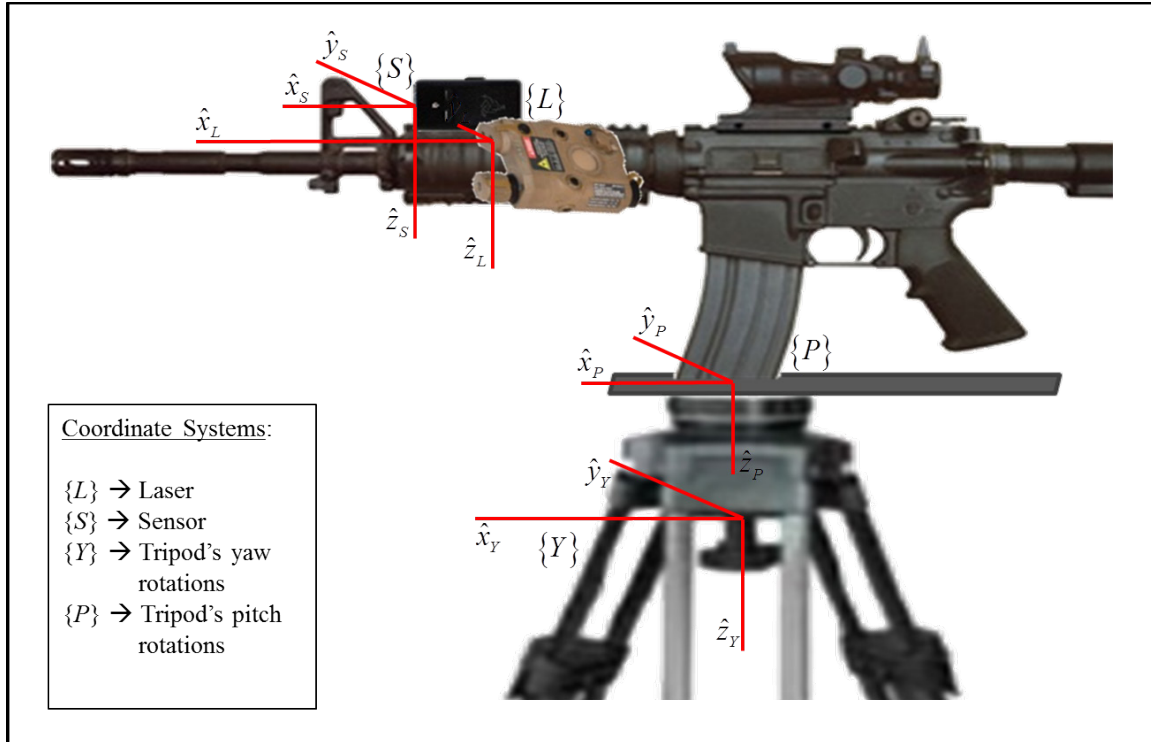 ŷ_S
{S}
x̂_S
{L}
x̂_L
ẑ_S
ẑ_L
ŷ_P
{P}
x̂_P
ẑ_P
ŷ_Y
x̂_Y
{Y}
ẑ_Y
Coordinate Systems:
{L} → Laser
{S} → Sensor
{Y} → Tripod's yaw
rotations
{P} → Tripod's pitch
rotations